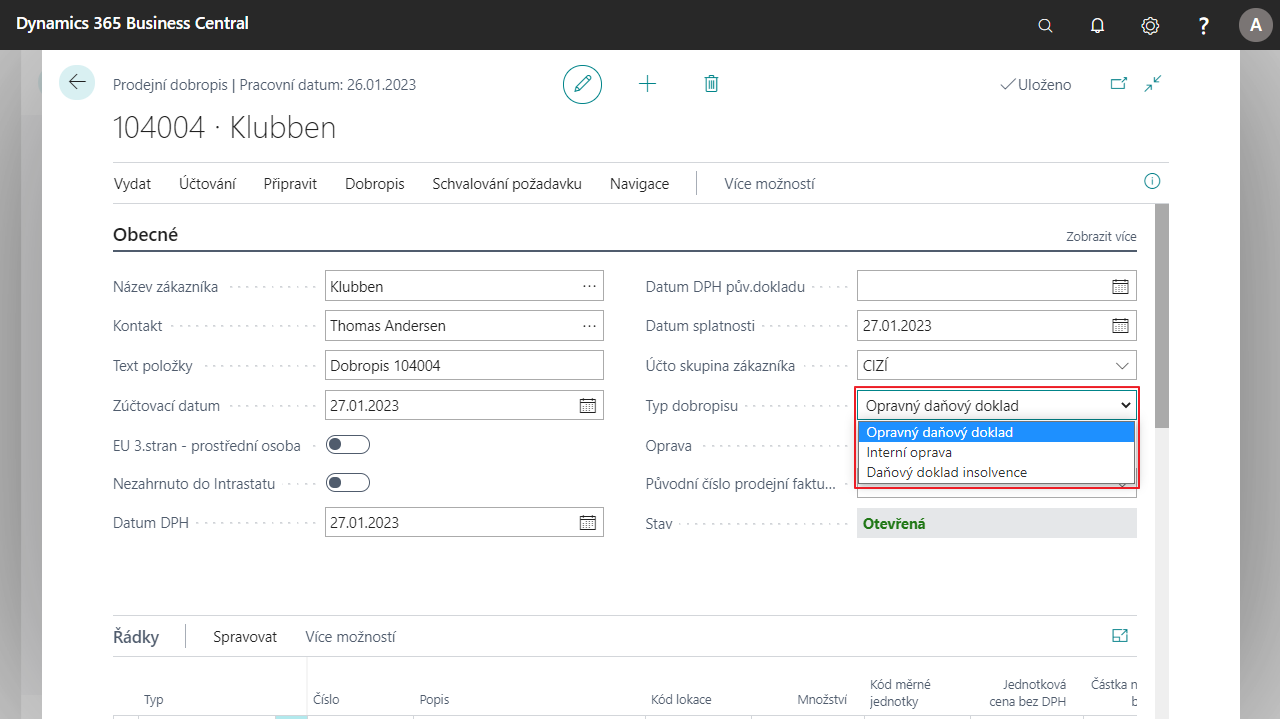 Dynamics 365 Business Central
A
Prodejní dobropis | Pracovní datum: 26.01.2023
Uloženo
104004 · Klubben
Vydat Účtování Připravit Dobropis Schvalování požadavku Navigace Více možností
Obecné
Zobrazit více
Název zákazníka Klubben
Kontakt Thomas Andersen
Text položky Dobropis 104004
Zúčtovací datum 27.01.2023
EU 3.stran - prostřední osoba
Nezahrnuto do Intrastatu
Datum DPH 27.01.2023
Datum DPH pův.dokladu
Datum splatnosti 27.01.2023
Účto skupina zákazníka CIZÍ
Typ dobropisu Opravný daňový doklad
Opravný daňový doklad
Interní oprava
Daňový doklad insolvence
Oprava
Původní číslo prodejní faktu...
Stav Otevřená
Řádky Spravovat Více možností
Typ Číslo Popis Kód lokace Množství
Kód měrné
jednotky
Jednotková
cena bez DPH
Částka